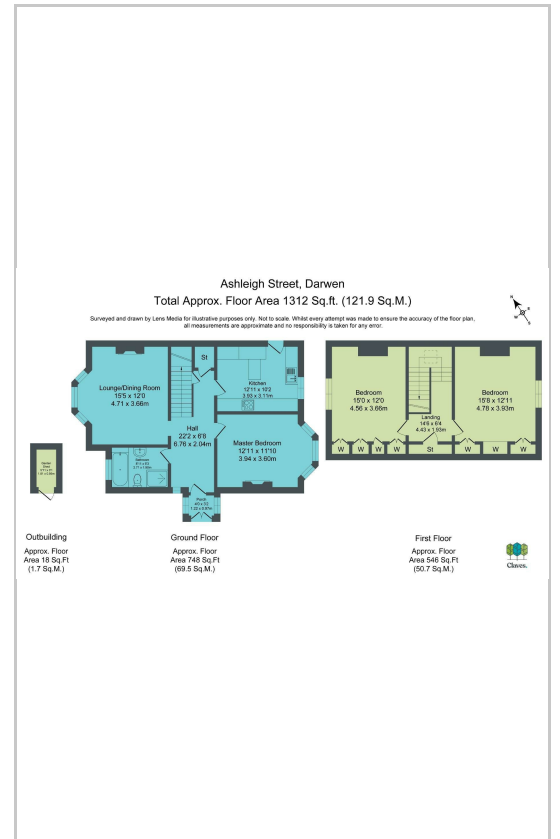 Ashleigh Street, Darwen
Total Approx. Floor Area 1312 Sq.ft. (121.9 Sq.M.)
Surveyed and drawn by Lens Media for illustrative purposes only. Not to scale. Whilst every attempt was made to ensure the accuracy of the floor plan,
all measurements are approximate and no responsibility is taken for any error.
St
Lounge/Dining Room
15'5 x 12'0
4.71 x 3.66m
Kitchen
12'11 x 10'2
3.93 x 3.11m
Hall
22'2 x 6'8
6.76 x 2.04m
Master Bedroom
12'11 x 11'10
3.94 x 3.60m
Bathroom
Porch
Bedroom
15'0 x 12'0
4.56 x 3.66m
Bedroom
15'8 x 12'11
4.78 x 3.93m
Landing
14'6 x 6'4
4.43 x 1.93m
W W W W St W W W
Outbuilding
Approx. Floor
Area 18 Sq.Ft
(1.7 Sq.M.)
Ground Floor
Approx. Floor
Area 748 Sq.Ft
(69.5 Sq.M.)
First Floor
Approx. Floor
Area 546 Sq.Ft
(50.7 Sq.M.)
Claves.